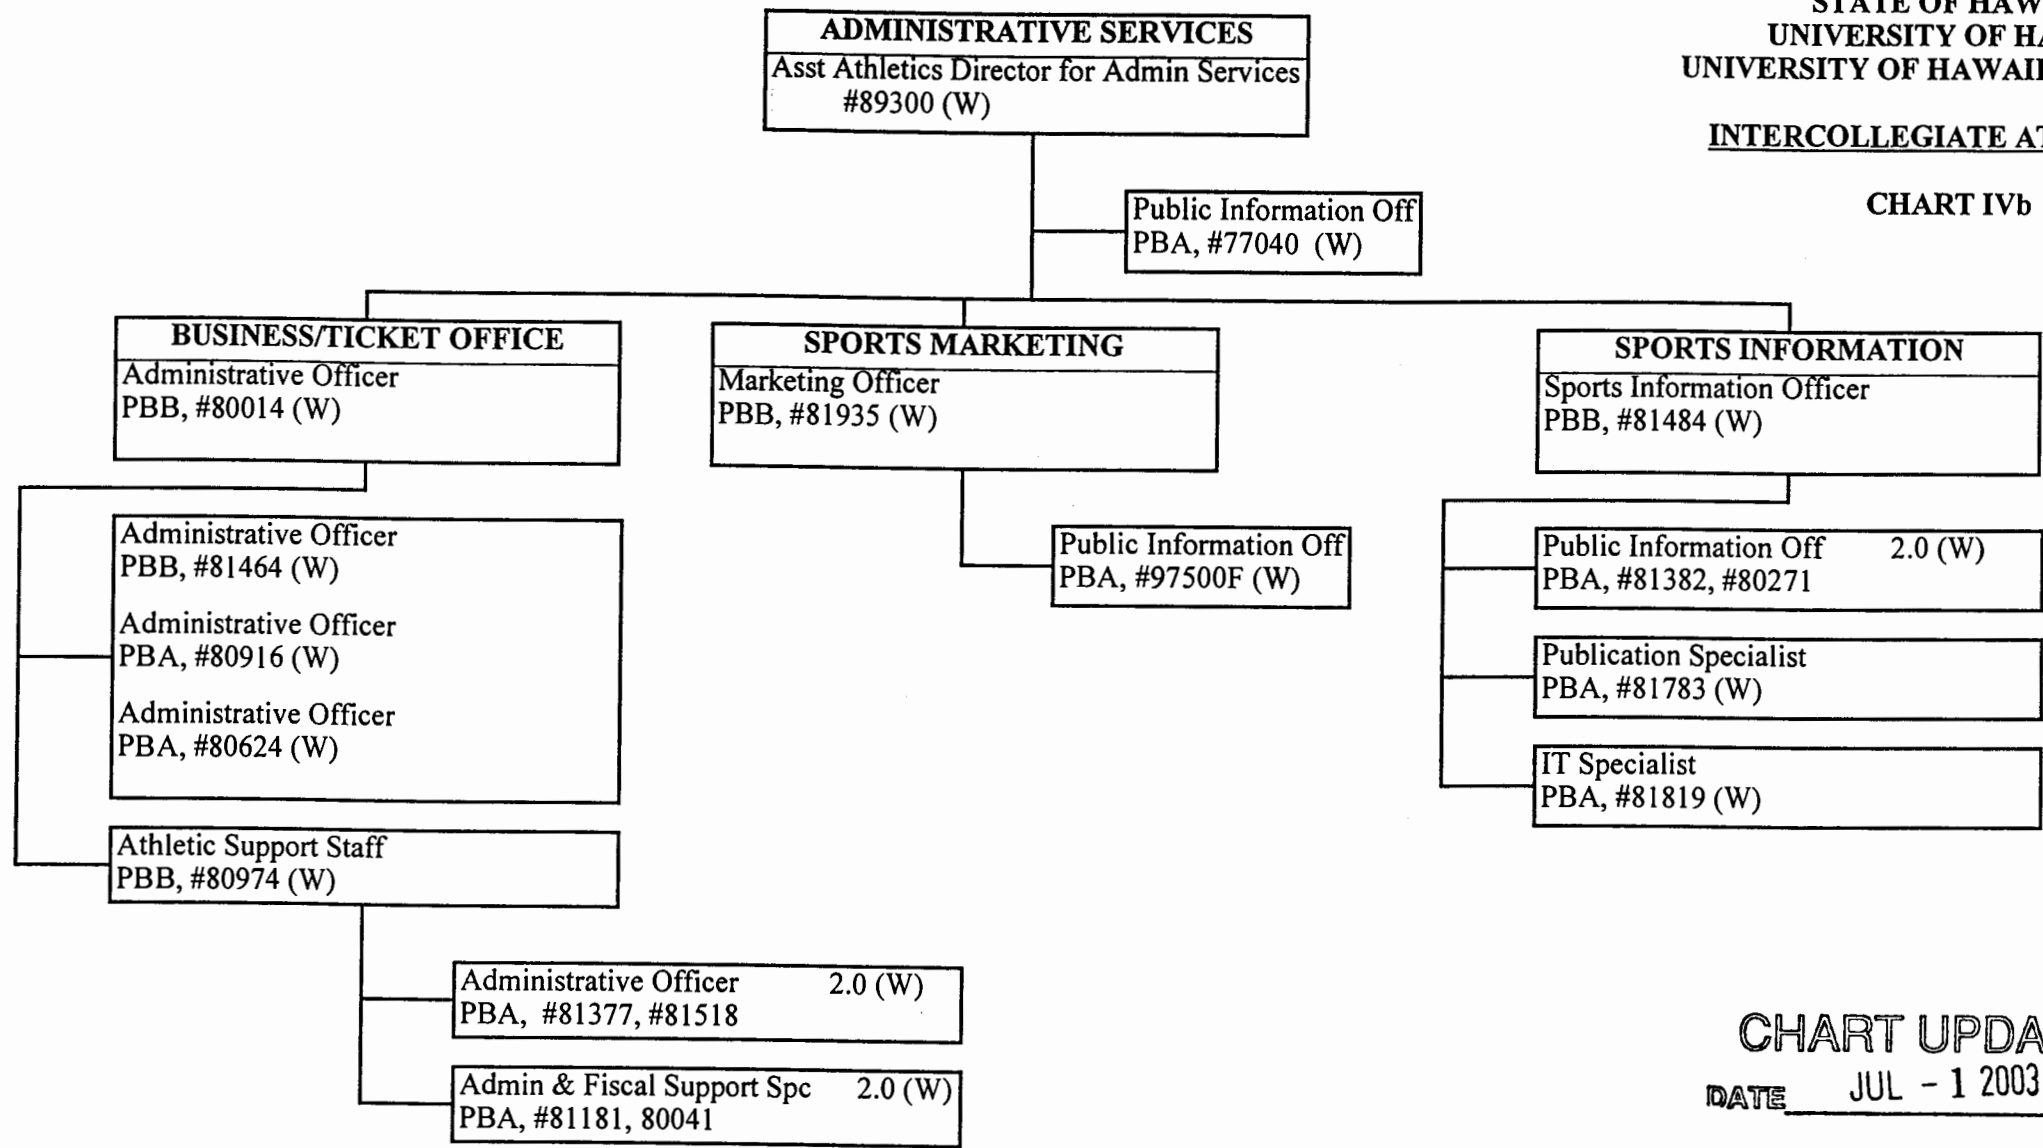 STATE OF
UNIVERSITY OF
UNIVERSITY OF
INTERCOLLEGIATE
CHART IVb
ADMINISTRATIVE SERVICES
Asst Athletics Director for Admin Services
#89300 (W)
Public Information Off
PBA, #77040 (W)
BUSINESS/TICKET OFFICE
Administrative Officer
PBB, #80014 (W)
SPORTS MARKETING
Marketing Officer
PBB, #81935 (W)
SPORTS INFORMATION
Sports Information Officer
PBB, #81484 (W)
Administrative Officer
PBB, #81464 (W)
Administrative Officer
PBA, #80916 (W)
Administrative Officer
PBA, #80624 (W)
Athletic Support Staff
PBB, #80974 (W)
Administrative Officer 2.0 (W)
PBA, #81377, #81518
Admin & Fiscal Support Spc 2.0 (W)
PBA, #81181, 80041
Public Information Off
PBA, #97500F (W)
Public Information Off 2.0 (W)
PBA, #81382, #80271
Publication Specialist
PBA, #81783 (W)
IT Specialist
PBA, #81819 (W)
CHART
DATE JUL - 1 2003